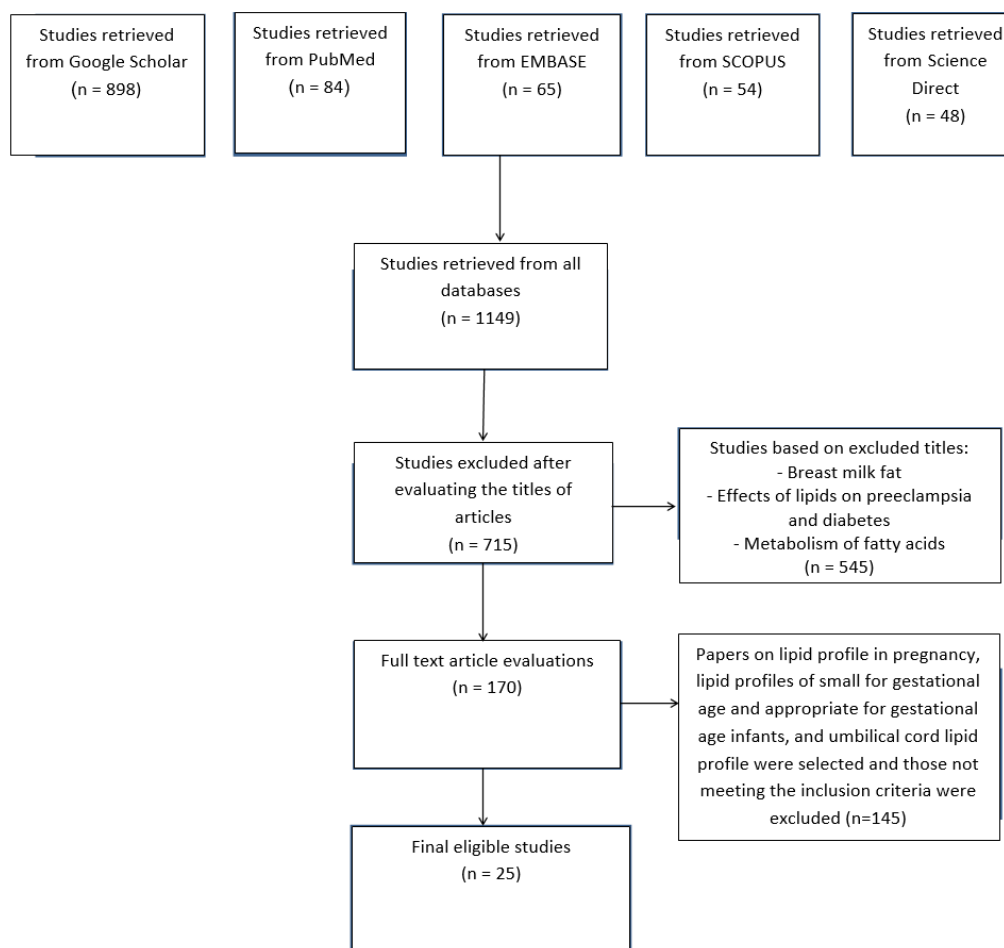 Studies retrieved
from Google Scholar
(n = 898)
Studies retrieved
from PubMed
(n = 84)
Studies retrieved
from EMBASE
(n = 65)
Studies retrieved
from SCOPUS
(n = 54)
Studies retrieved
from Science
Direct
(n = 48)
Studies retrieved from all
databases
(n = 1149)
Studies excluded after
evaluating the titles of
articles
(n = 715)
Studies based on excluded titles:
- Breast milk fat
- Effects of lipids on preeclampsia
and diabetes
- Metabolism of fatty acids
(n = 545)
Full text article evaluations
(n = 170)
Papers on lipid profile in pregnancy,
lipid profiles of small for gestational
age and appropriate for gestational
age infants, and umbilical cord lipid
profile were selected and those not
meeting the inclusion criteria were
excluded (n=145)
Final eligible studies
(n = 25)